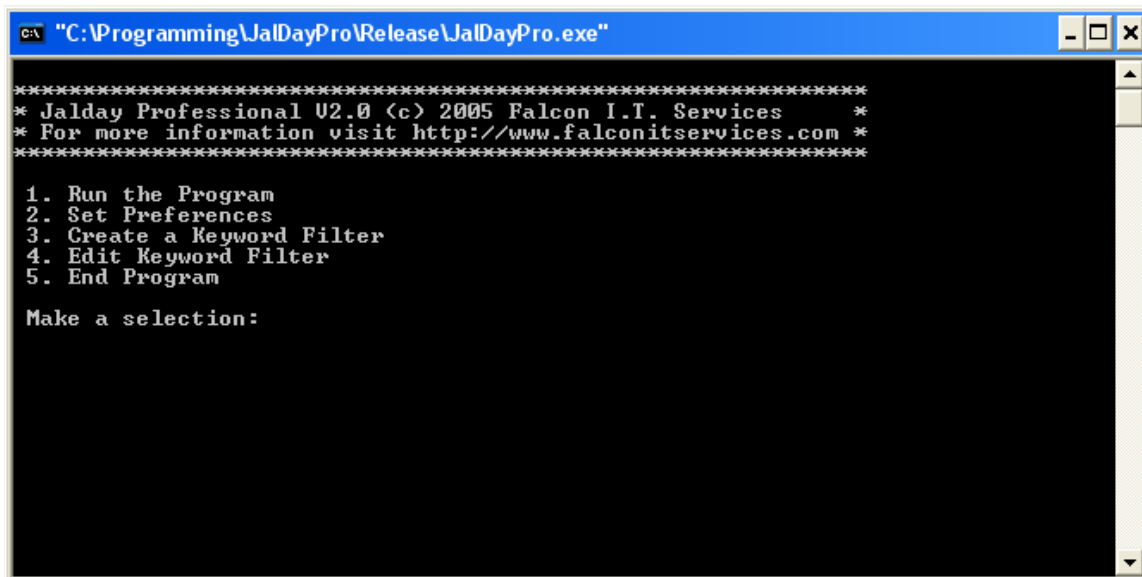 "C:\Programming\JalDayPro\Release\JalDayPro.exe"
*************************************************************
* Jalday Professional V2.0 (c) 2005 Falcon I.T. Services     *
* For more information visit http://www.falconitservices.com *
*************************************************************
1. Run the Program
2. Set Preferences
3. Create a Keyword Filter
4. Edit Keyword Filter
5. End Program
Make a selection: